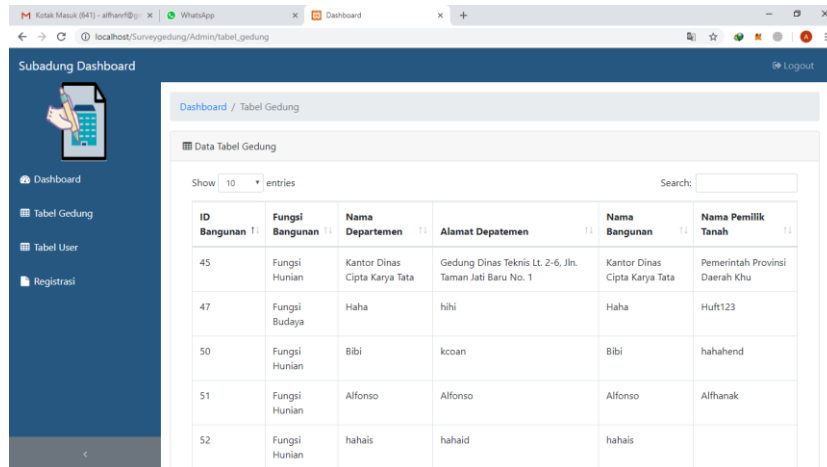 Kotak Masuk (641) - alfhanrf@g
WhatsApp
Dashboard
localhost/Surveygedung/Admin/tabel_gedung
A
Subadung Dashboard
Logout
Dashboard / Tabel Gedung
Data Tabel Gedung
Dashboard
Tabel Gedung
Tabel User
Registrasi
Show 10 entries Search:
ID Bangunan
Fungsi Bangunan
Nama Departemen
Alamat Depatemen
Nama Bangunan
Nama Pemilik Tanah
45
Fungsi Hunian
Kantor Dinas Cipta Karya Tata
Gedung Dinas Teknis Lt. 2-6, Jln. Taman Jati Baru No. 1
Kantor Dinas Cipta Karya Tata
Pemerintah Provinsi Daerah Khu
47
Fungsi Budaya
Haha
hihi
Haha
Huft123
50
Fungsi Hunian
Bibi
kcoan
Bibi
hahahend
51
Fungsi Hunian
Alfonso
Alfonso
Alfonso
Alfhanak
52
Fungsi Hunian
hahais
hahaid
hahais